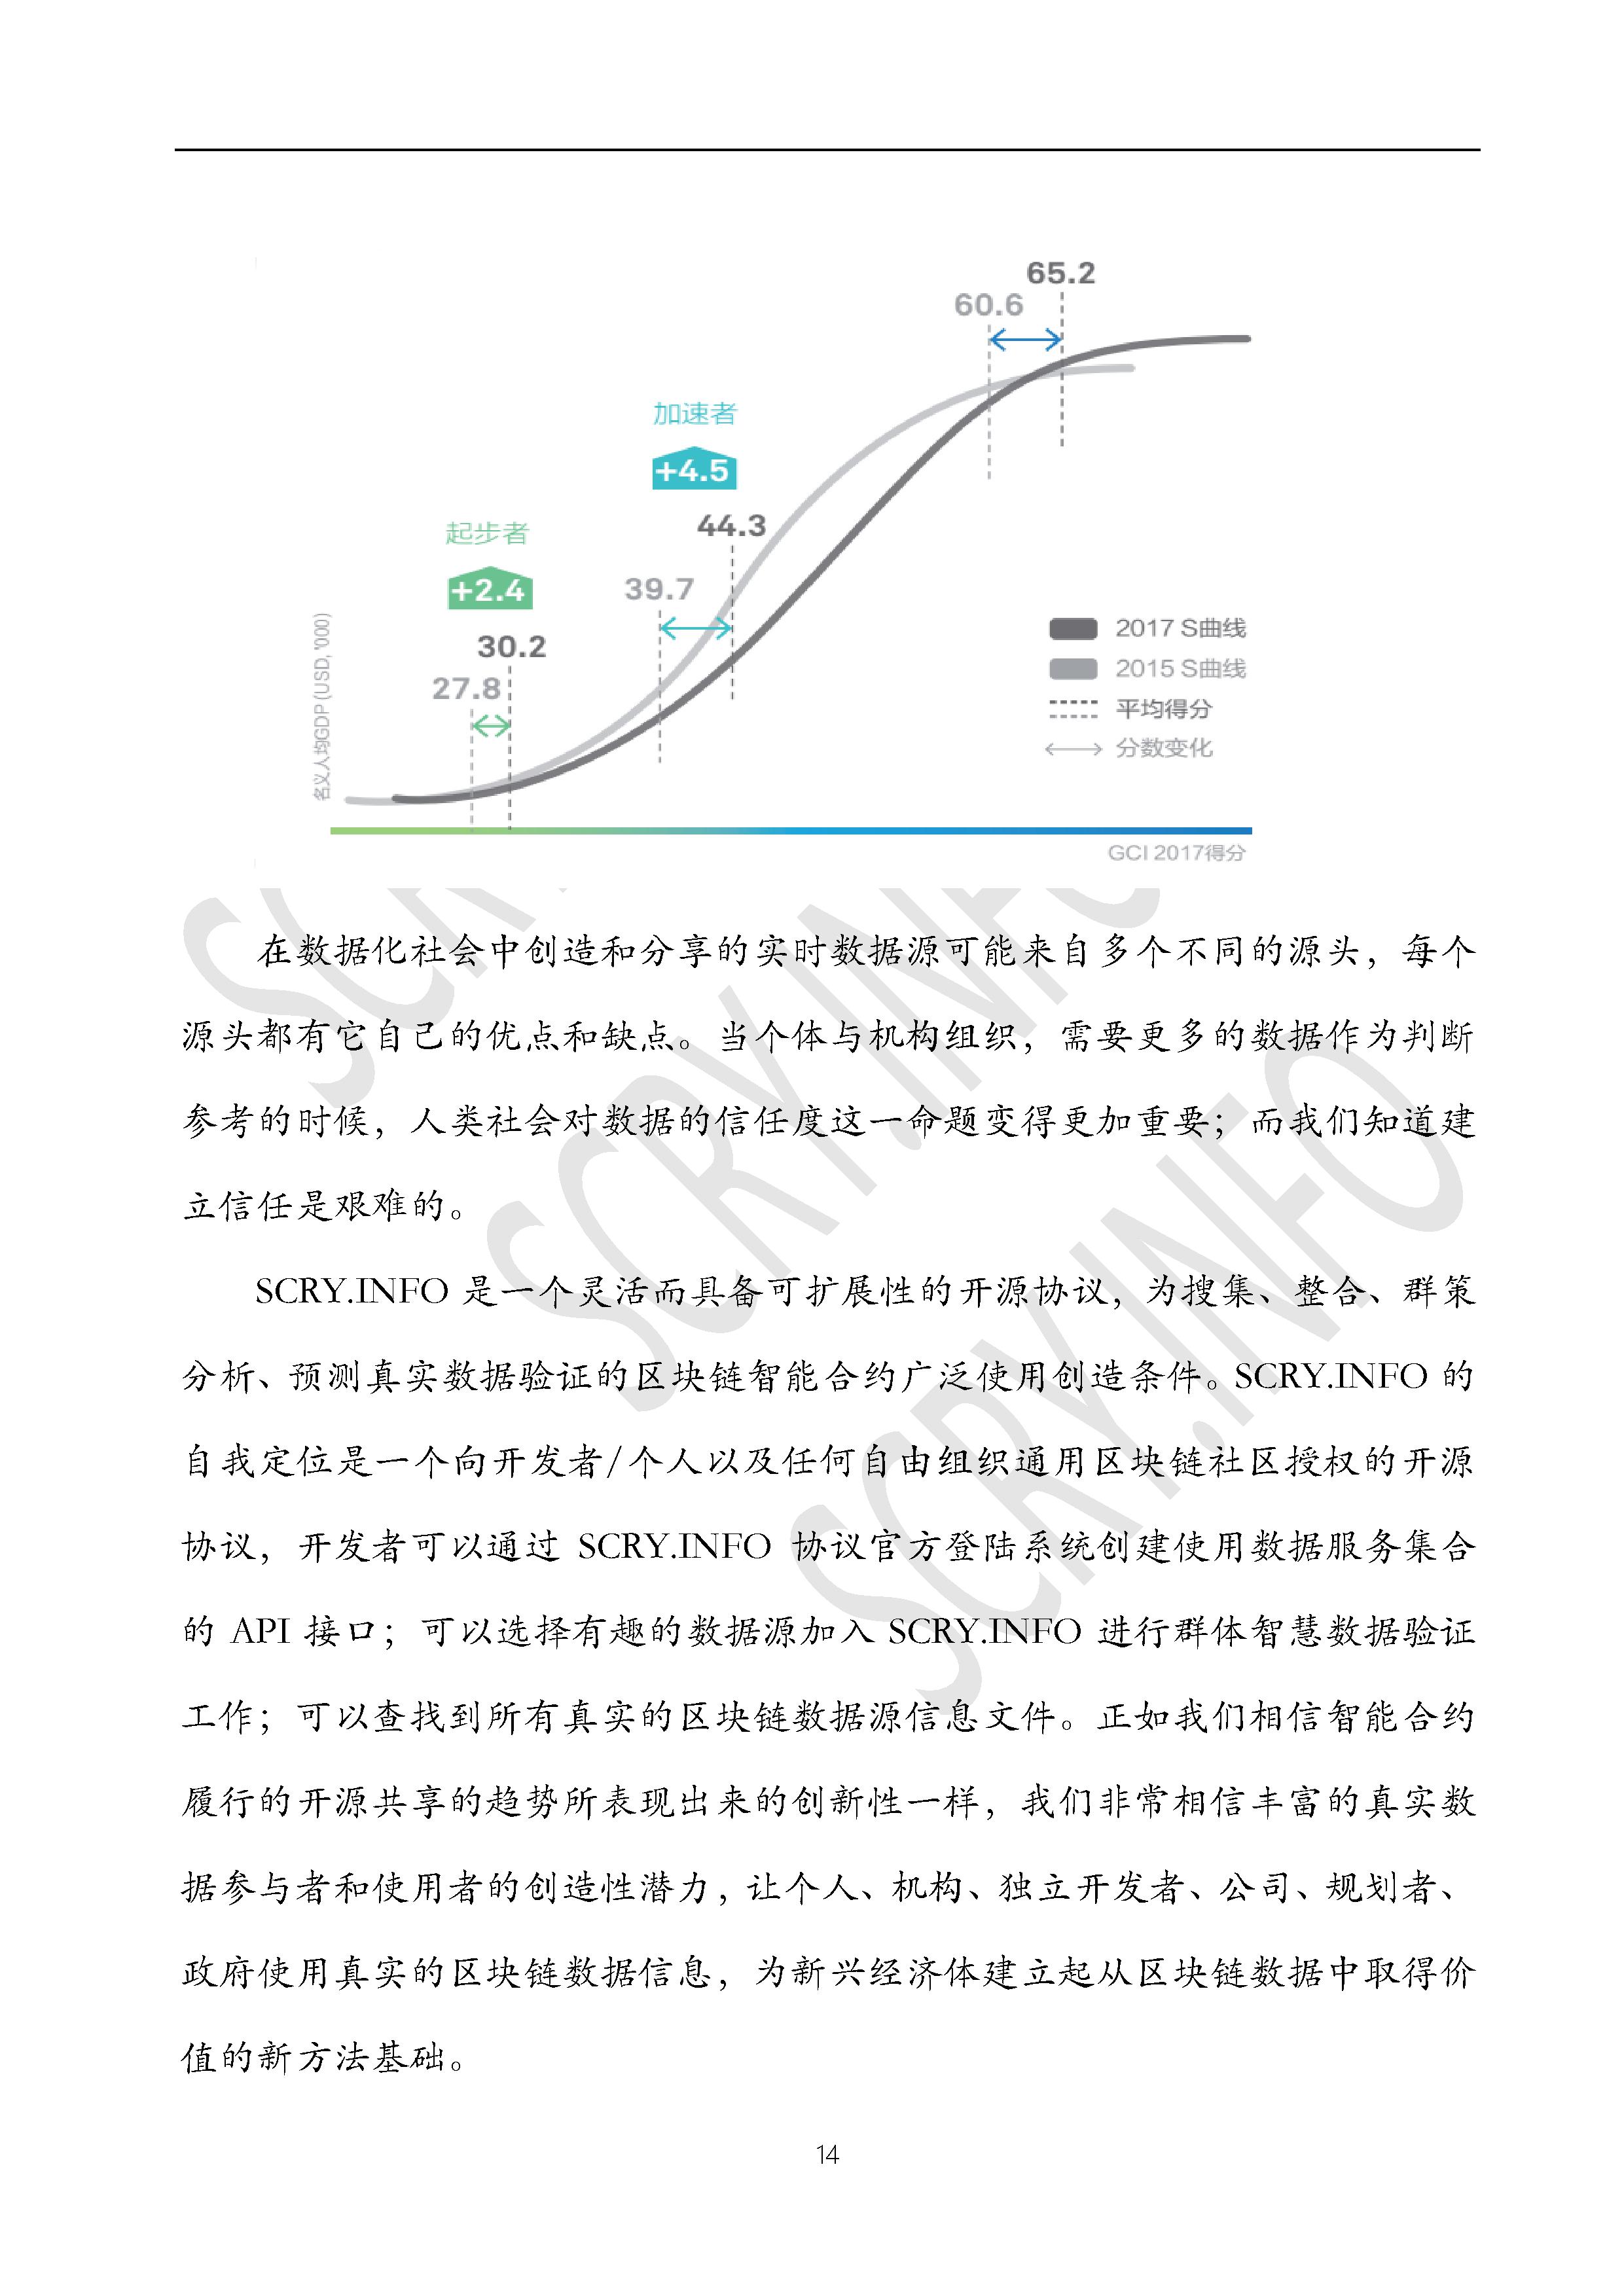 65.2
60.6
加速者
+4.5
44.3
起步者
39.7
+2.4
30.2
27.8
名义人均GDP (USD, '000)
2017 S曲线
2015 S曲线
平均得分
分数变化
GCI 2017得分
在数据化社会中创造和分享的实时数据源可能来自多个不同的源头，每个
源头都有它自己的优点和缺点。当个体与机构组织，需要更多的数据作为判断
参考的时候，人类社会对数据的信任度这一命题变得更加重要；而我们知道建
立信任是艰难的。
SCRY.INFO 是一个灵活而具备可扩展性的开源协议，为搜集、整合、群策
分析、预测真实数据验证的区块链智能合约广泛使用创造条件。SCRY.INFO 的
自我定位是一个向开发者/个人以及任何自由组织通用区块链社区授权的开源
协议，开发者可以通过 SCRY.INFO 协议官方登陆系统创建使用数据服务集合
的 API 接口；可以选择有趣的数据源加入 SCRY.INFO 进行群体智慧数据验证
工作；可以查找到所有真实的区块链数据源信息文件。正如我们相信智能合约
履行的开源共享的趋势所表现出来的创新性一样，我们非常相信丰富的真实数
据参与者和使用者的创造性潜力，让个人、机构、独立开发者、公司、规划者、
政府使用真实的区块链数据信息，为新兴经济体建立起从区块链数据中取得价
值的新方法基础。
SCRY.INFO
SCRY.INFO
14